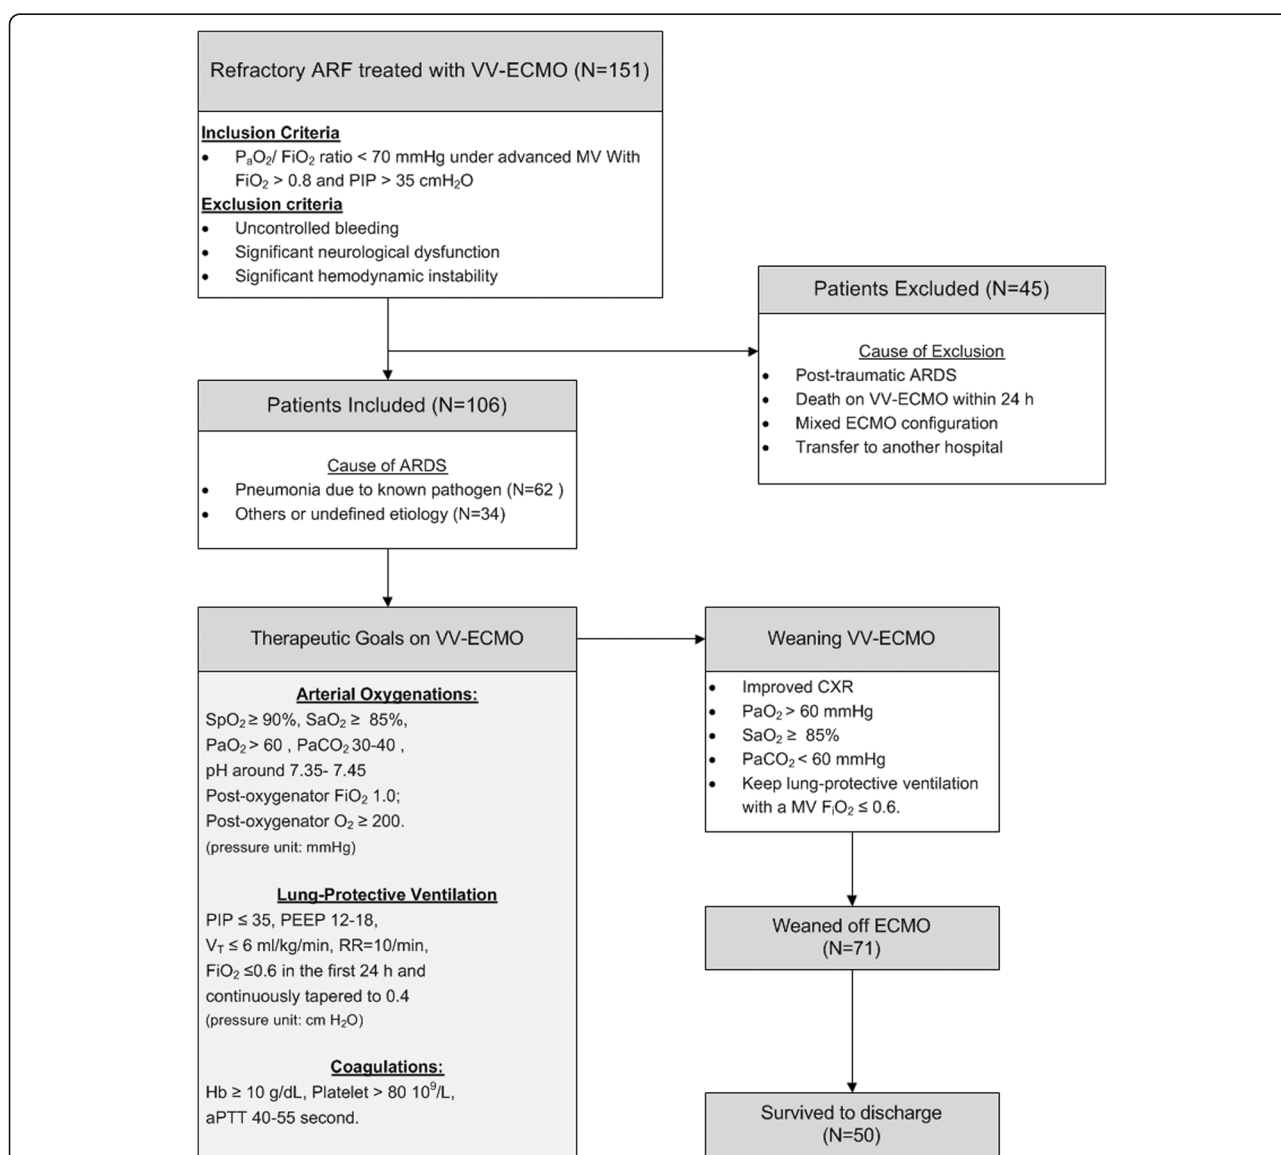 Refractory ARF treated with VV-ECMO (N=151)
Inclusion Criteria
• PaO2/ FiO2 ratio < 70 mmHg under advanced MV With
FiO2 > 0.8 and PIP > 35 cmH2O
Exclusion criteria
• Uncontrolled bleeding
• Significant neurological dysfunction
• Significant hemodynamic instability
Patients Excluded (N=45)
Cause of Exclusion
• Post-traumatic ARDS
• Death on VV-ECMO within 24 h
• Mixed ECMO configuration
• Transfer to another hospital
Patients Included (N=106)
Cause of ARDS
• Pneumonia due to known pathogen (N=62 )
• Others or undefined etiology (N=34)
Therapeutic Goals on VV-ECMO
Arterial Oxygenations:
SpO2 ≥ 90%, SaO2 ≥ 85%,
PaO2 > 60 , PaCO2 30-40 ,
pH around 7.35- 7.45
Post-oxygenator FiO2 1.0;
Post-oxygenator O2 ≥ 200.
(pressure unit: mmHg)
Lung-Protective Ventilation
PIP ≤ 35, PEEP 12-18,
VT ≤ 6 ml/kg/min, RR=10/min,
FiO2 ≤0.6 in the first 24 h and
continuously tapered to 0.4
(pressure unit: cm H2O)
Coagulations:
Hb ≥ 10 g/dL, Platelet > 80 10⁹/L,
aPTT 40-55 second.
Weaning VV-ECMO
• Improved CXR
• PaO2 > 60 mmHg
• SaO2 ≥ 85%
• PaCO2 < 60 mmHg
• Keep lung-protective ventilation
with a MV FiO2 ≤ 0.6.
Weaned off ECMO
(N=71)
Survived to discharge
(N=50)